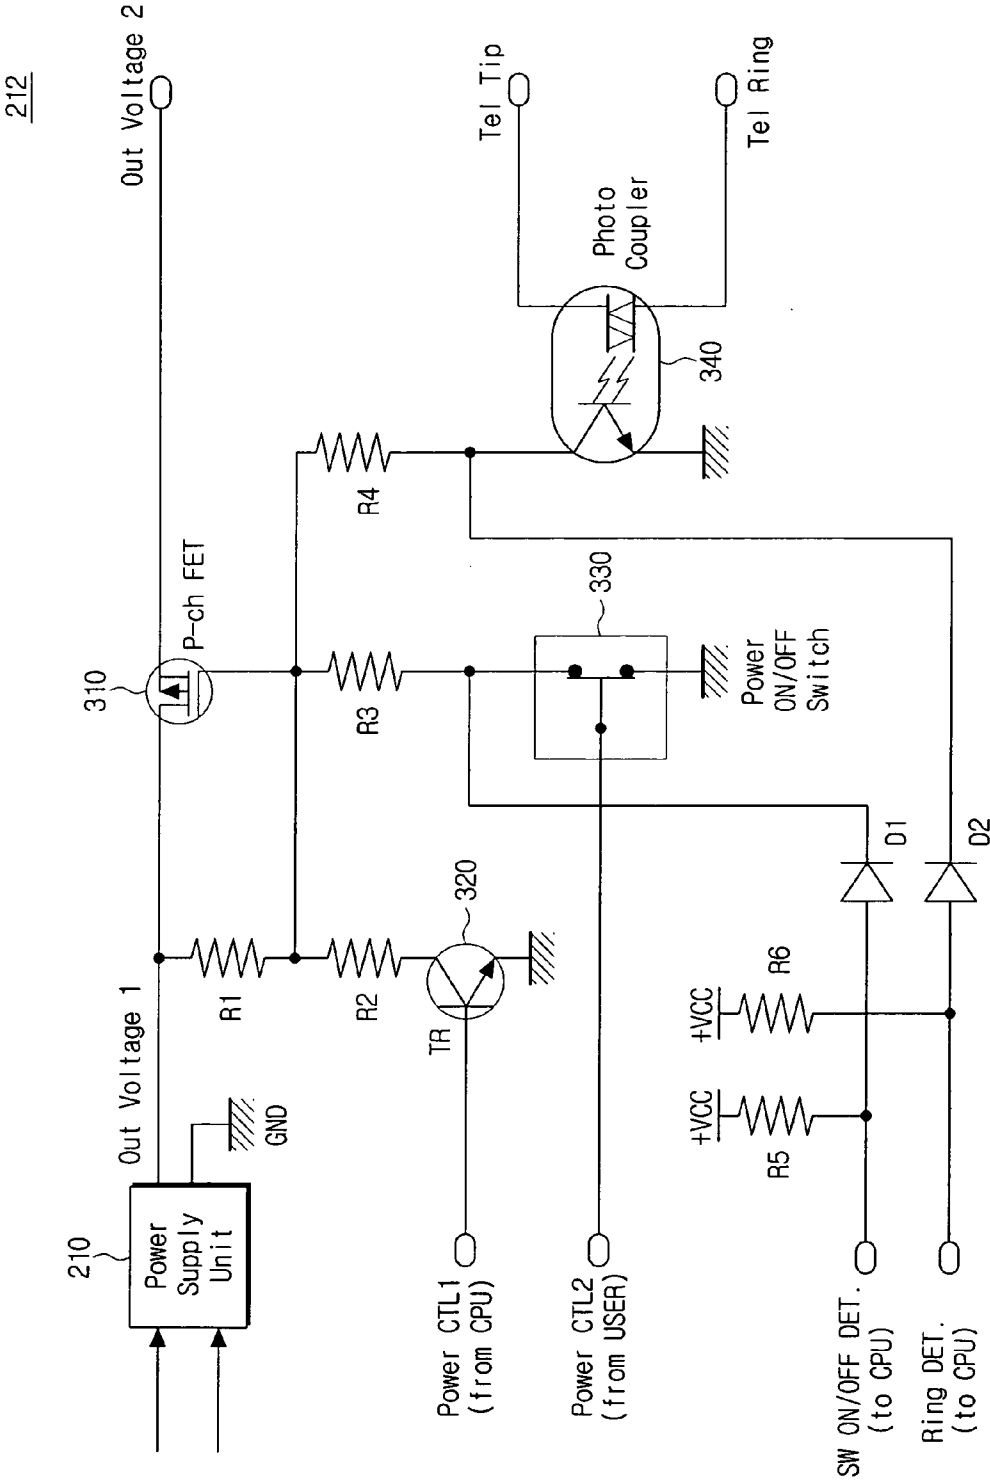 212
Out Voltage 1
Out Voltage 2
210
Power
Supply
Unit
GND
310
P-ch FET
R1
R2
R3
R4
TR
320
330
Power
ON/OFF
Switch
340
Photo
Coupler
Tel Tip
Tel Ring
Power CTL1
(from CPU)
Power CTL2
(from USER)
+VCC
R5
+VCC
R6
D1
D2
SW ON/OFF DET.
(to CPU)
Ring DET.
(to CPU)